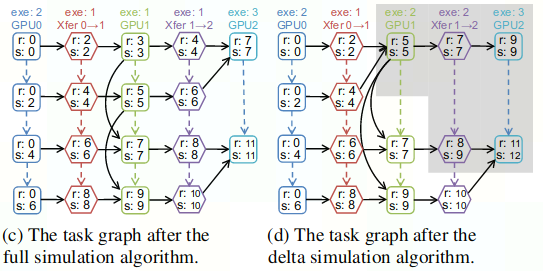 exe: 2 exe: 1 exe: 1 exe: 1 exe: 3
GPU0 Xfer 0→1 GPU1 Xfer 1→2 GPU2
r: 0 r: 2 r: 3 r: 4 r: 7
s: 0 s: 2 s: 3 s: 4 s: 7
r: 0 r: 4 r: 5 r: 6
s: 2 s: 4 s: 5 s: 6
r: 0 r: 6 r: 7 r: 8 r: 11
s: 4 s: 6 s: 7 s: 8 s: 11
r: 0 r: 8 r: 9 r: 10
s: 6 s: 8 s: 9 s: 10
(c) The task graph after the
full simulation algorithm.
exe: 2 exe: 1 exe: 2 exe: 2 exe: 3
GPU0 Xfer 0→1 GPU1 Xfer 1→2 GPU2
r: 0 r: 2 r: 5 r: 7 r: 9
s: 0 s: 2 s: 5 s: 7 s: 9
r: 0 r: 4
s: 2 s: 4
r: 0 r: 6 r: 7 r: 8 r: 11
s: 4 s: 6 s: 7 s: 9 s: 12
r: 0 r: 8 r: 9 r: 10
s: 6 s: 8 s: 9 s: 10
(d) The task graph after the
delta simulation algorithm.